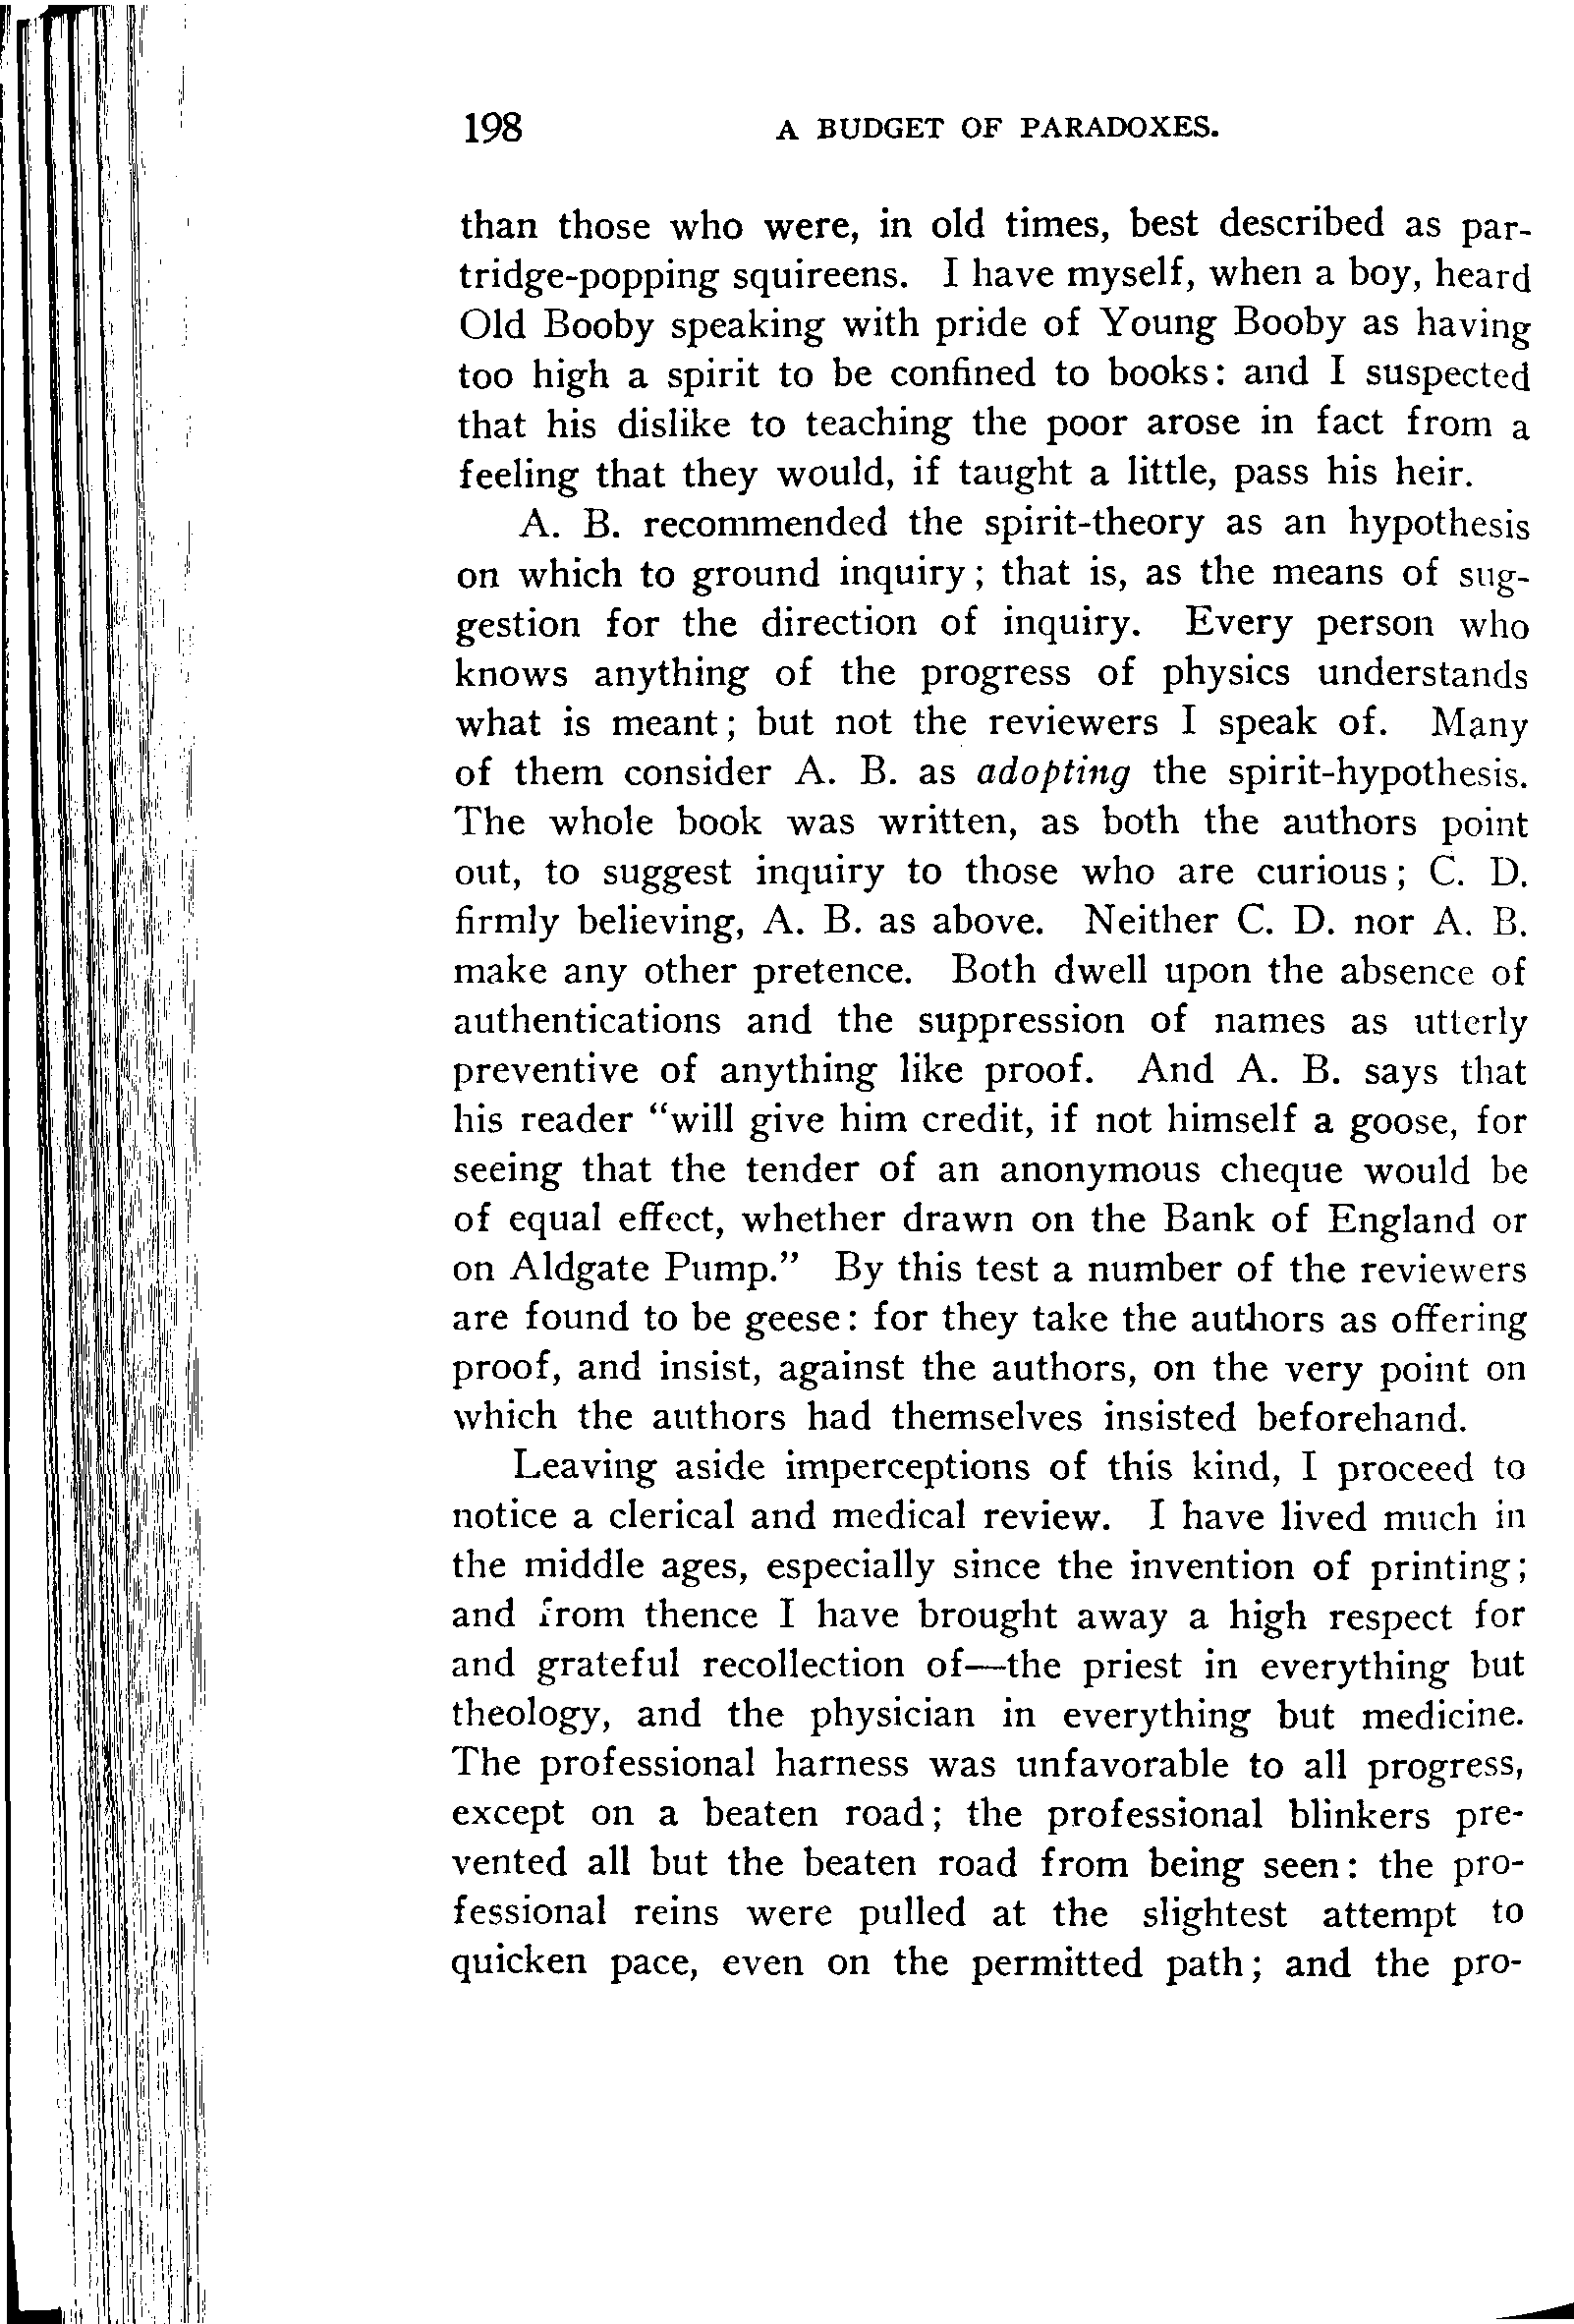 198 A BUDGET OF PARADOXES.
than those who were, in old times, best described as par-
tridge-popping squireens. I have myself, when a boy, heard
Old Booby speaking with pride of Young Booby as having
too high a spirit to be confined to books: and I suspected
that his dislike to teaching the poor arose in fact from a
feeling that they would, if taught a little, pass his heir.
A. B. recommended the spirit-theory as an hypothesis
on which to ground inquiry; that is, as the means of sug-
gestion for the direction of inquiry. Every person who
knows anything of the progress of physics understands
what is meant; but not the reviewers I speak of. Many
of them consider A. B. as adopting the spirit-hypothesis.
The whole book was written, as both the authors point
out, to suggest inquiry to those who are curious; C. D.
firmly believing, A. B. as above. Neither C. D. nor A. B.
make any other pretence. Both dwell upon the absence of
authentications and the suppression of names as utterly
preventive of anything like proof. And A. B. says that
his reader "will give him credit, if not himself a goose, for
seeing that the tender of an anonymous cheque would be
of equal effect, whether drawn on the Bank of England or
on Aldgate Pump." By this test a number of the reviewers
are found to be geese: for they take the authors as offering
proof, and insist, against the authors, on the very point on
which the authors had themselves insisted beforehand.
Leaving aside imperceptions of this kind, I proceed to
notice a clerical and medical review. I have lived much in
the middle ages, especially since the invention of printing;
and from thence I have brought away a high respect for
and grateful recollection of—the priest in everything but
theology, and the physician in everything but medicine.
The professional harness was unfavorable to all progress,
except on a beaten road; the professional blinkers pre-
vented all but the beaten road from being seen: the pro-
fessional reins were pulled at the slightest attempt to
quicken pace, even on the permitted path; and the pro-